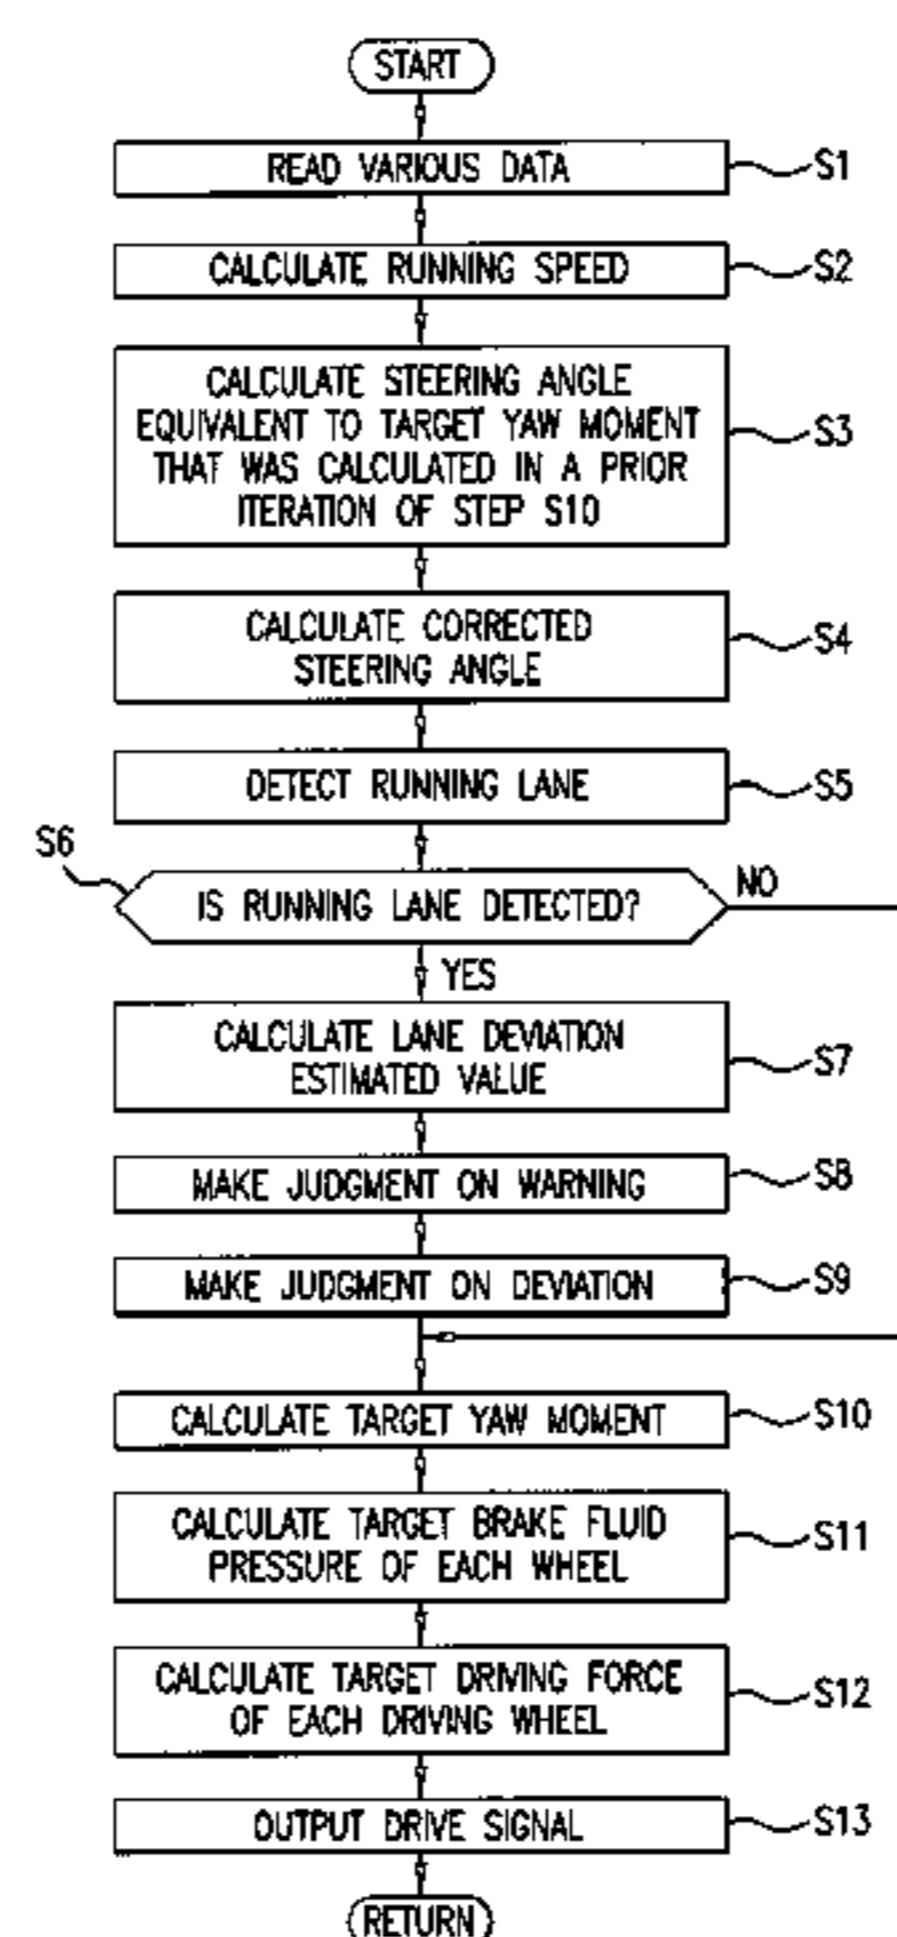 START
READ VARIOUS DATA
S1
CALCULATE RUNNING SPEED
S2
CALCULATE STEERING ANGLE
EQUIVALENT TO TARGET YAW MOMENT
THAT WAS CALCULATED IN A PRIOR
ITERATION OF STEP S10
S3
CALCULATE CORRECTED
STEERING ANGLE
S4
DETECT RUNNING LANE
S5
S6
IS RUNNING LANE DETECTED?
NO
YES
CALCULATE LANE DEVIATION
ESTIMATED VALUE
S7
MAKE JUDGMENT ON WARNING
S8
MAKE JUDGMENT ON DEVIATION
S9
CALCULATE TARGET YAW MOMENT
S10
CALCULATE TARGET BRAKE FLUID
PRESSURE OF EACH WHEEL
S11
CALCULATE TARGET DRIVING FORCE
OF EACH DRIVING WHEEL
S12
OUTPUT DRIVE SIGNAL
S13
RETURN